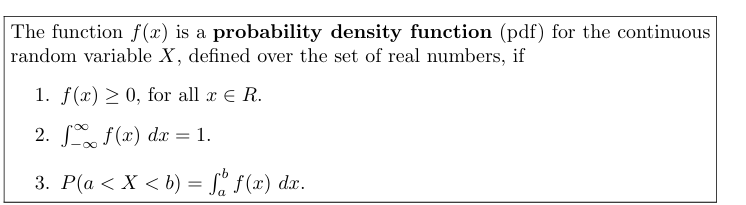 The function f(x) is a probability density function (pdf) for the continuous
random variable X, defined over the set of real numbers, if
1. f(x) ≥ 0, for all x ∈ R.
2. ∫_{-∞}^{∞} f(x) dx = 1.
3. P(a < X < b) = ∫_a^b f(x) dx.